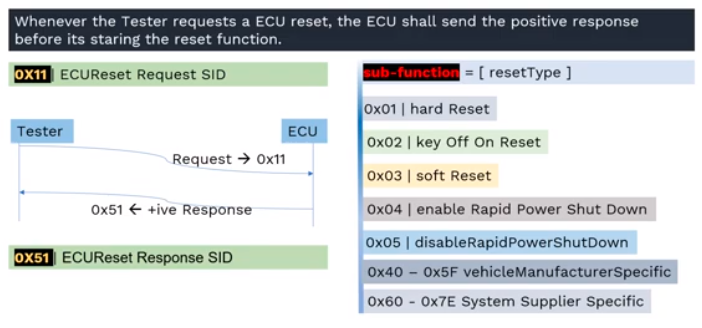 Whenever the Tester requests a ECU reset, the ECU shall send the positive response
before its staring the reset function.
0X11| ECUReset Request SID
Tester
ECU
Request → 0x11
0x51 ← +ive Response
0X51| ECUReset Response SID
sub-function = [ resetType ]
0x01 | hard Reset
0x02 | key Off On Reset
0x03 | soft Reset
0x04 | enable Rapid Power Shut Down
0x05 | disableRapidPowerShutDown
0x40 – 0x5F vehicleManufacturerSpecific
0x60 - 0x7E System Supplier Specific